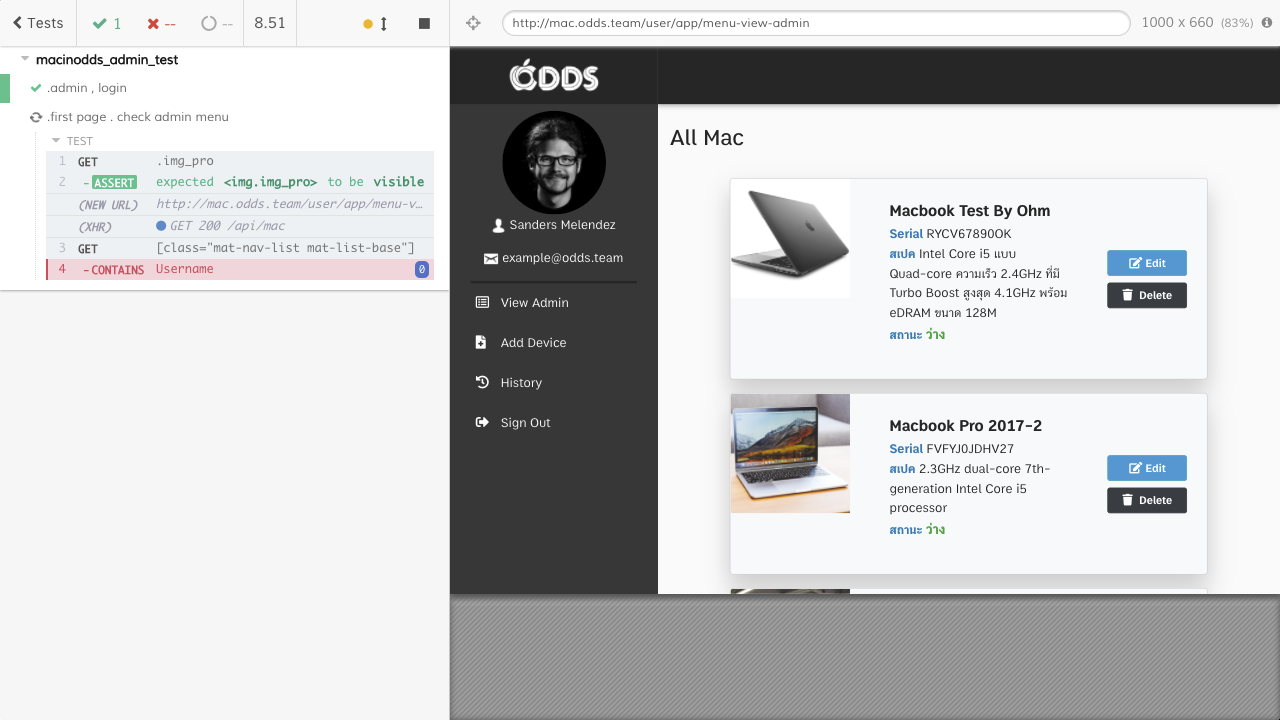 Tests
1
--
--
8.51
http://mac.odds.team/user/app/menu-view-admin
1000 x 660 (83%)
macinodds_admin_test
.admin , login
.first page . check admin menu
TEST
1 GET .img_pro
2 -ASSERT expected <img.img_pro> to be visible
(NEW URL) http://mac.odds.team/user/app/menu-v…
(XHR) GET 200 /api/mac
3 GET [class="mat-nav-list mat-list-base"]
4 -CONTAINS Username 0
ODDS
Sanders Melendez
example@odds.team
View Admin
Add Device
History
Sign Out
All Mac
Macbook Test By Ohm
Serial RYCV67890OK
สเปค Intel Core i5 แบบ
Quad-core ความเร็ว 2.4GHz ที่มี
Turbo Boost สูงสุด 4.1GHz พร้อม
eDRAM ขนาด 128M
สถานะ ว่าง
Edit
Delete
Macbook Pro 2017-2
Serial FVFYJ0JDHV27
สเปค 2.3GHz dual-core 7th-
generation Intel Core i5
processor
สถานะ ว่าง
Edit
Delete